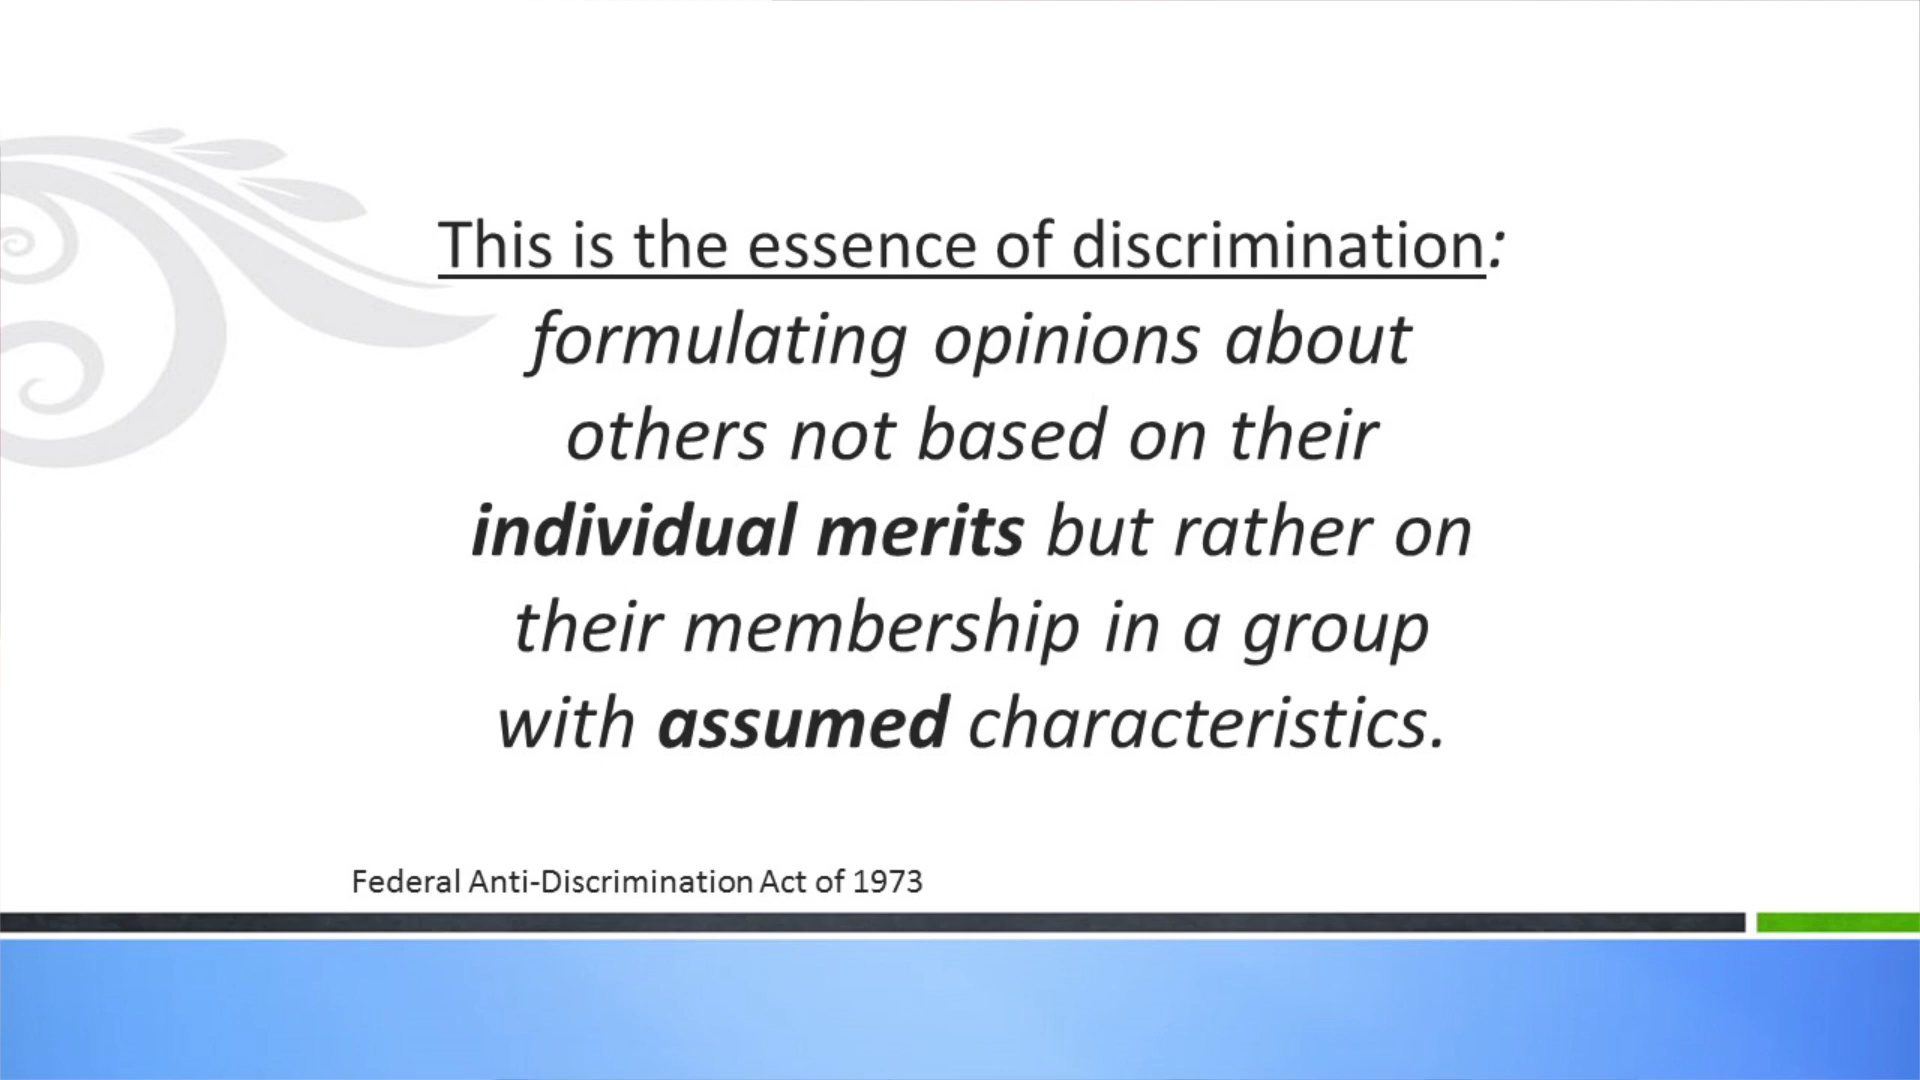 This is the essence of discrimination:
formulating opinions about
others not based on their
individual merits but rather on
their membership in a group
with assumed characteristics.
Federal Anti-Discrimination Act of 1973